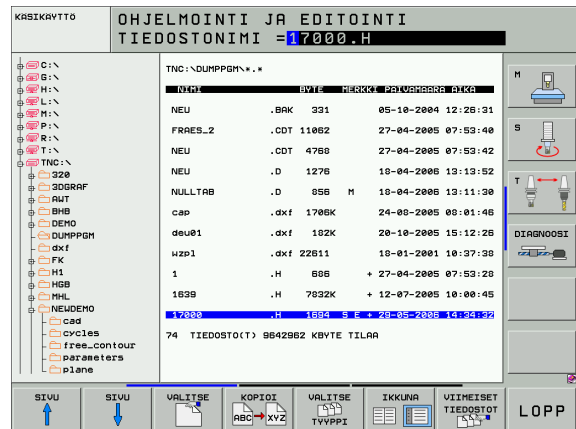 KÄSIKÄYTTÖ
OHJELMOINTI JA EDITOINTI
TIEDOSTONIMI =17000.H
C:\
G:\
H:\
L:\
M:\
P:\
R:\
T:\
TNC:\
320
3DGRAF
AWT
BHB
DEMO
DUMPPGM
dxf
FK
H1
HGB
MHL
NEWDEMO
cad
cycles
free_contour
parameters
plane
TNC:\DUMPPGM\*.*
NIMI BYTE MERKKI PÄIVÄMÄÄRÄ AIKA
NEU .BAK 331 05-10-2004 12:26:31
FRAES_2 .CDT 11062 27-04-2005 07:53:40
NEU .CDT 4768 27-04-2005 07:53:42
NEU .D 1276 18-04-2006 13:13:52
NULLTAB .D 856 M 18-04-2006 13:11:30
cap .dxf 1706K 24-08-2005 08:01:46
deu01 .dxf 182K 20-10-2005 15:12:26
wzpl .dxf 22611 18-01-2001 10:37:38
1 .H 686 + 27-04-2005 07:53:28
1639 .H 7832K + 12-07-2005 10:00:45
17000 .H 1694 S E + 29-05-2006 14:34:32
74 TIEDOSTO(T) 9642962 KBYTE TILAA
M
S
T
DIAGNOOSI
SIVU
SIVU
VALITSE
KOPIOI
ABC XYZ
VALITSE
TYYPPI
IKKUNA
VIIMEISET
TIEDOSTOT
LOPP